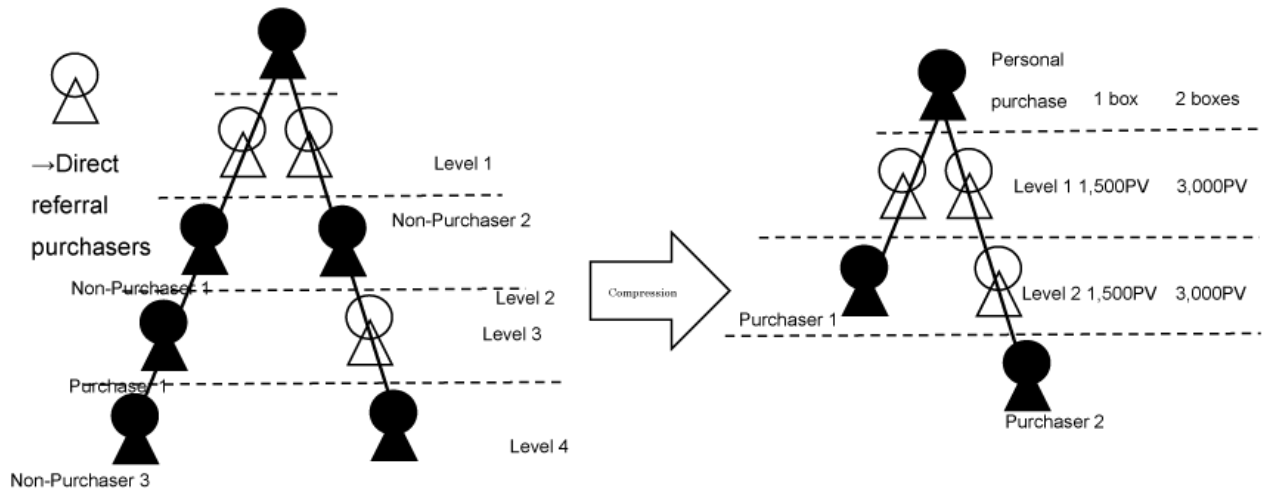 →Direct
referral
purchasers
Level 1
Non-Purchaser 2
Non-Purchaser 1
Level 2
Level 3
Purchaser 1
Level 4
Non-Purchaser 3
Compression
Personal
purchase 1 box 2 boxes
Level 1 1,500PV 3,000PV
Level 2 1,500PV 3,000PV
Purchaser 1
Purchaser 2